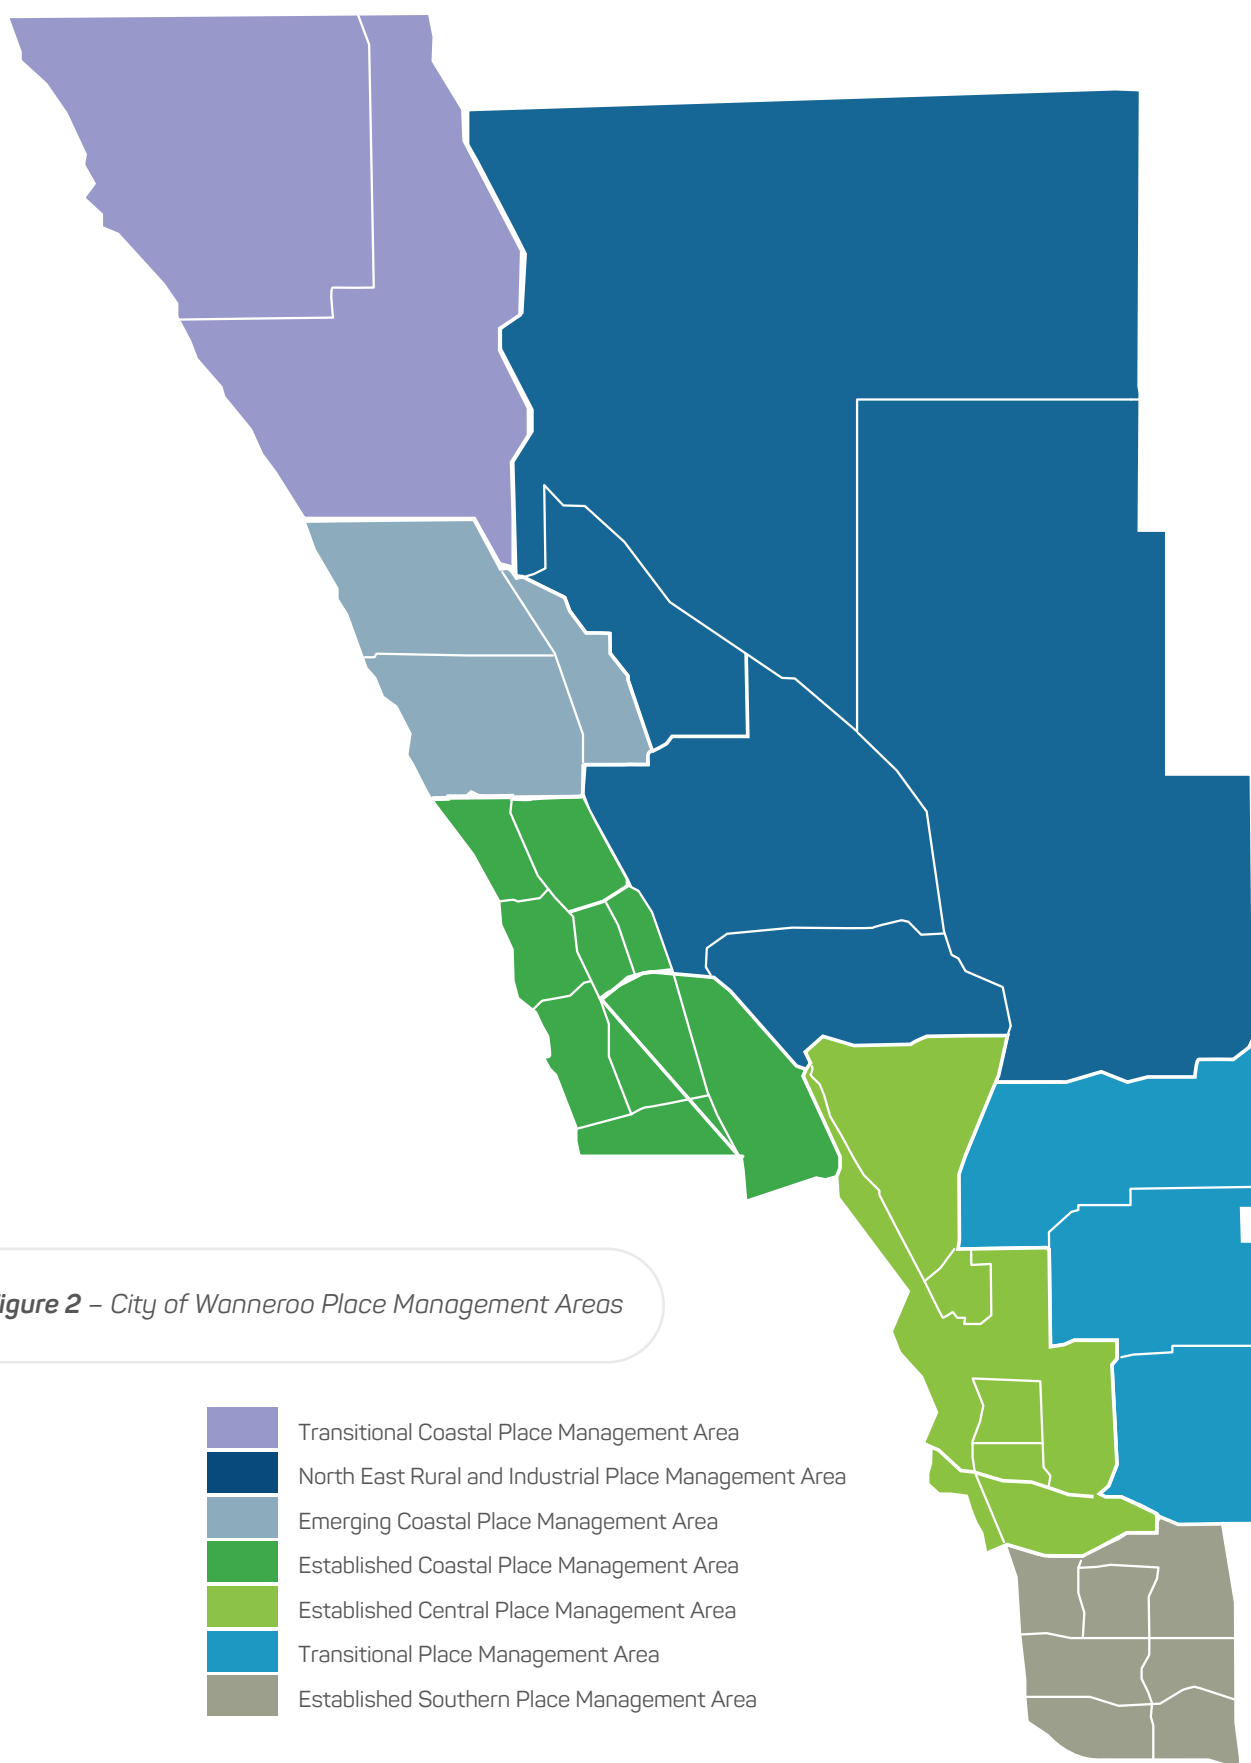 igure 2 – City of Wanneroo Place Management Areas
Transitional Coastal Place Management Area
North East Rural and Industrial Place Management Area
Emerging Coastal Place Management Area
Established Coastal Place Management Area
Established Central Place Management Area
Transitional Place Management Area
Established Southern Place Management Area